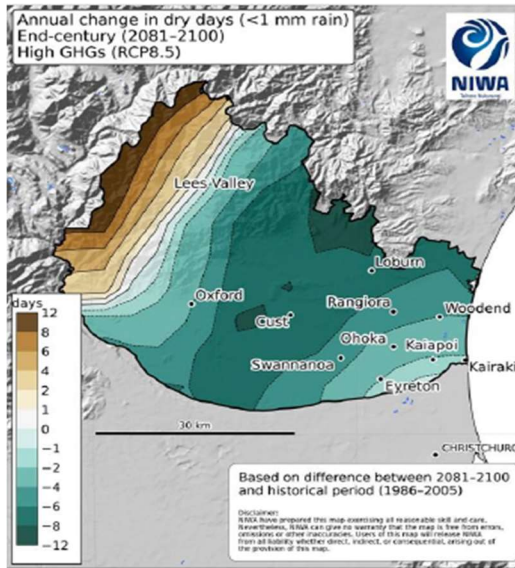 Annual change in dry days (<1 mm rain)
End-century (2081–2100)
High GHGs (RCP8.5)
NIWA
Lees Valley
Loburn
Oxford
Rangiora
Woodend
Cust
Ohoka
Kaiapoi
Swannanoa
Kairaki
Eyreton
days
12
8
6
4
2
1
0
−1
−2
−4
−6
−8
−12
30 km
CHRISTCHURC
Based on difference between 2081–2100
and historical period (1986–2005)
Disclaimer:
NIWA have prepared this map exercising all reasonable skill and care.
Nevertheless, NIWA can give no warranty that the map is free from errors,
omissions or other inaccuracies. Users of this map will release NIWA
from all liability whether direct, indirect, or consequential, arising out of
the provision of this map.